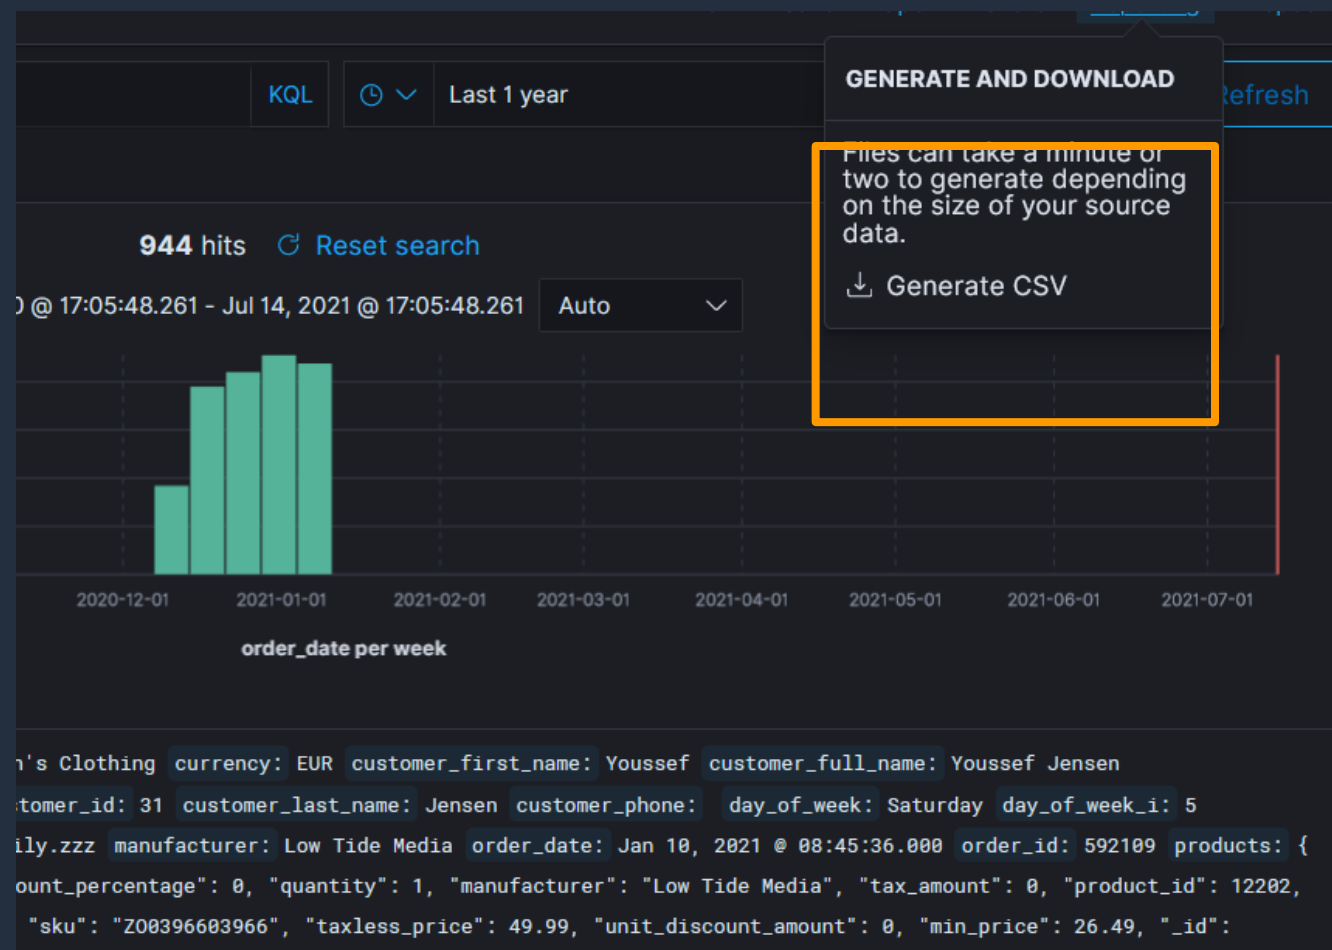 GENERATE AND DOWNLOAD
KQL
Last 1 year
Refresh
Files can take a minute or
two to generate depending
on the size of your source
data.
Generate CSV
944 hits
Reset search
0 @ 17:05:48.261 - Jul 14, 2021 @ 17:05:48.261
Auto
2020-12-01 2021-01-01 2021-02-01 2021-03-01 2021-04-01 2021-05-01 2021-06-01 2021-07-01
order_date per week
n's Clothing currency: EUR customer_first_name: Youssef customer_full_name: Youssef Jensen
tomer_id: 31 customer_last_name: Jensen customer_phone: day_of_week: Saturday day_of_week_i: 5
ily.zzz manufacturer: Low Tide Media order_date: Jan 10, 2021 @ 08:45:36.000 order_id: 592109 products: {
ount_percentage": 0, "quantity": 1, "manufacturer": "Low Tide Media", "tax_amount": 0, "product_id": 12202,
"sku": "ZO0396603966", "taxless_price": 49.99, "unit_discount_amount": 0, "min_price": 26.49, "_id":